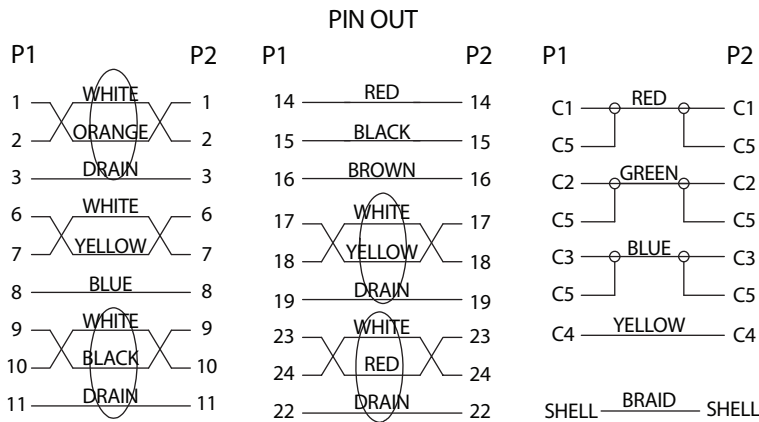 PIN OUT
P1 P2
1 WHITE 1
2 ORANGE 2
3 DRAIN 3
6 WHITE 6
7 YELLOW 7
8 BLUE 8
9 WHITE 9
10 BLACK 10
11 DRAIN 11
P1 P2
14 RED 14
15 BLACK 15
16 BROWN 16
17 WHITE 17
18 YELLOW 18
19 DRAIN 19
23 WHITE 23
24 RED 24
22 DRAIN 22
P1 P2
C1 RED C1
C5 C5
C2 GREEN C2
C5 C5
C3 BLUE C3
C5 C5
C4 YELLOW C4
SHELL BRAID SHELL